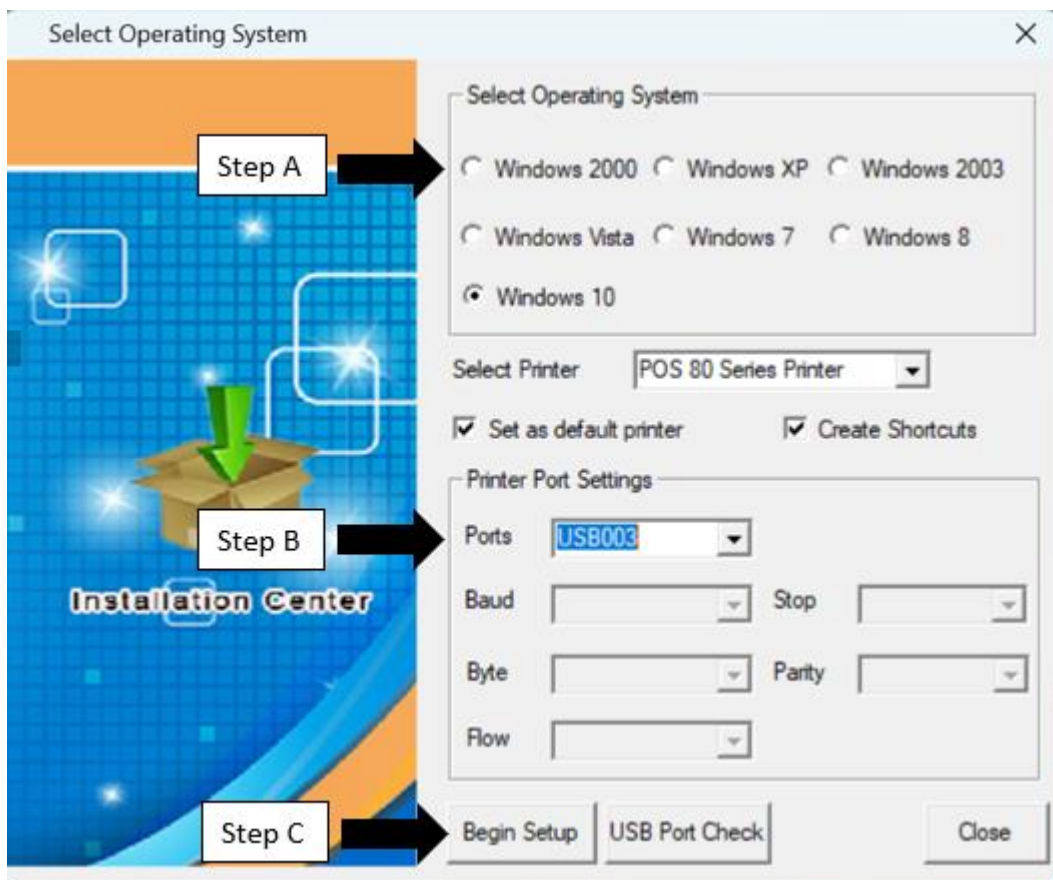 Select Operating System
Select Operating System
Step A
Windows 2000 Windows XP Windows 2003
Windows Vista Windows 7 Windows 8
Windows 10
Select Printer POS 80 Series Printer
Set as default printer Create Shortcuts
Printer Port Settings
Step B
Ports USB003
Installation Center
Baud Stop
Byte Parity
Flow
Step C
Begin Setup USB Port Check Close